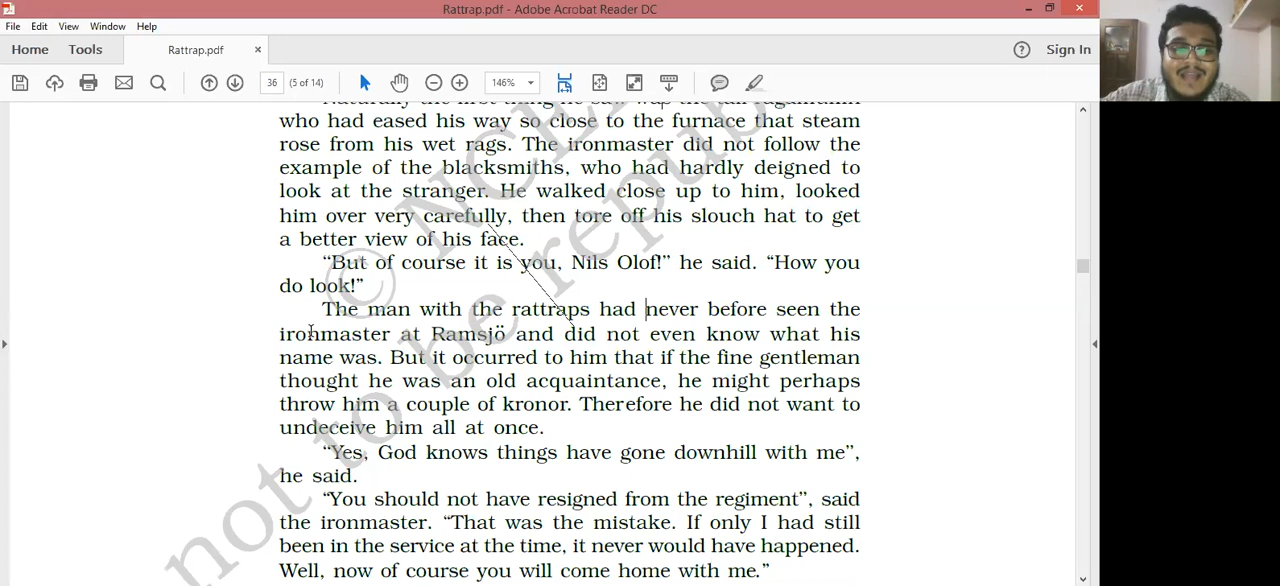 Rattrap.pdf - Adobe Acrobat Reader DC
File Edit View Window Help
Home Tools Rattrap.pdf × Sign In
36 (5 of 14) 146%
who had eased his way so close to the furnace that steam
rose from his wet rags. The ironmaster did not follow the
example of the blacksmiths, who had hardly deigned to
look at the stranger. He walked close up to him, looked
him over very carefully, then tore off his slouch hat to get
a better view of his face.
“But of course it is you, Nils Olof!” he said. “How you
do look!”
The man with the rattraps had never before seen the
ironmaster at Ramsjö and did not even know what his
name was. But it occurred to him that if the fine gentleman
thought he was an old acquaintance, he might perhaps
throw him a couple of kronor. Therefore he did not want to
undeceive him all at once.
“Yes, God knows things have gone downhill with me”,
he said.
“You should not have resigned from the regiment”, said
the ironmaster. “That was the mistake. If only I had still
been in the service at the time, it never would have happened.
Well, now of course you will come home with me.”
© NCE
not to be repub